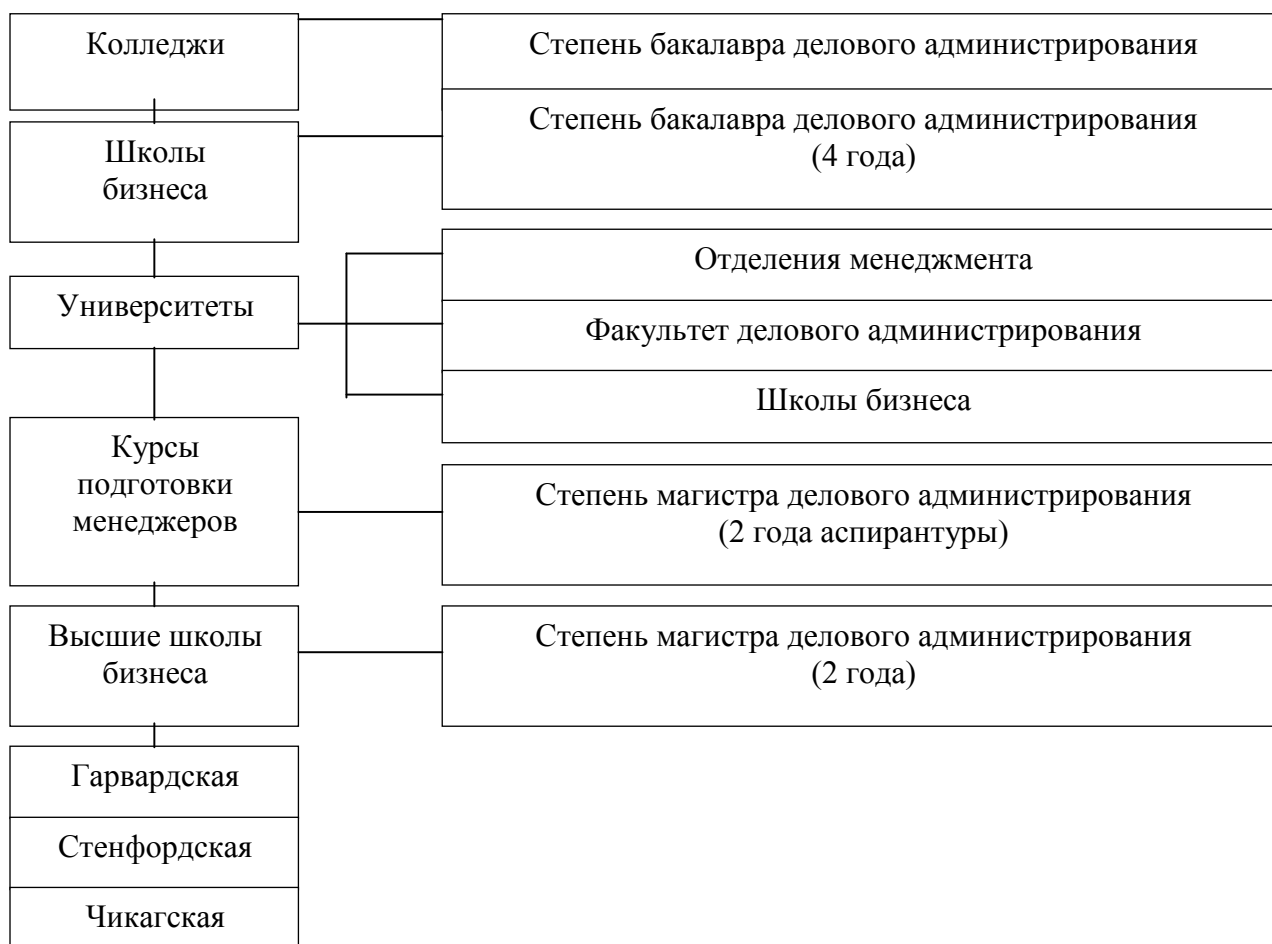 Колледжи
Степень бакалавра делового администрирования
Школы
бизнеса
Степень бакалавра делового администрирования
(4 года)
Университеты
Отделения менеджмента
Факультет делового администрирования
Школы бизнеса
Курсы
подготовки
менеджеров
Степень магистра делового администрирования
(2 года аспирантуры)
Высшие школы
бизнеса
Степень магистра делового администрирования
(2 года)
Гарвардская
Стенфордская
Чикагская